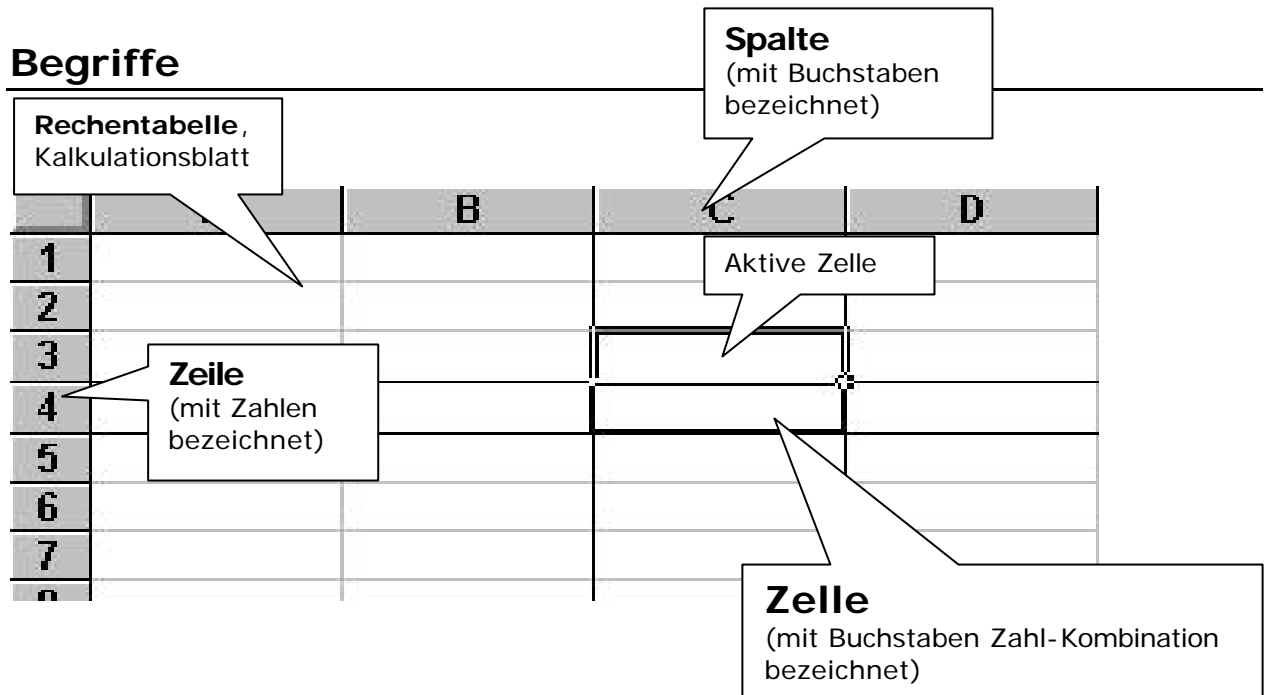 Begriffe
Spalte
(mit Buchstaben
bezeichnet)
Rechentabelle,
Kalkulationsblatt
B C D
1
Aktive Zelle
2
3
Zeile
(mit Zahlen
bezeichnet)
4
5
6
7
Zelle
(mit Buchstaben Zahl-Kombination
bezeichnet)